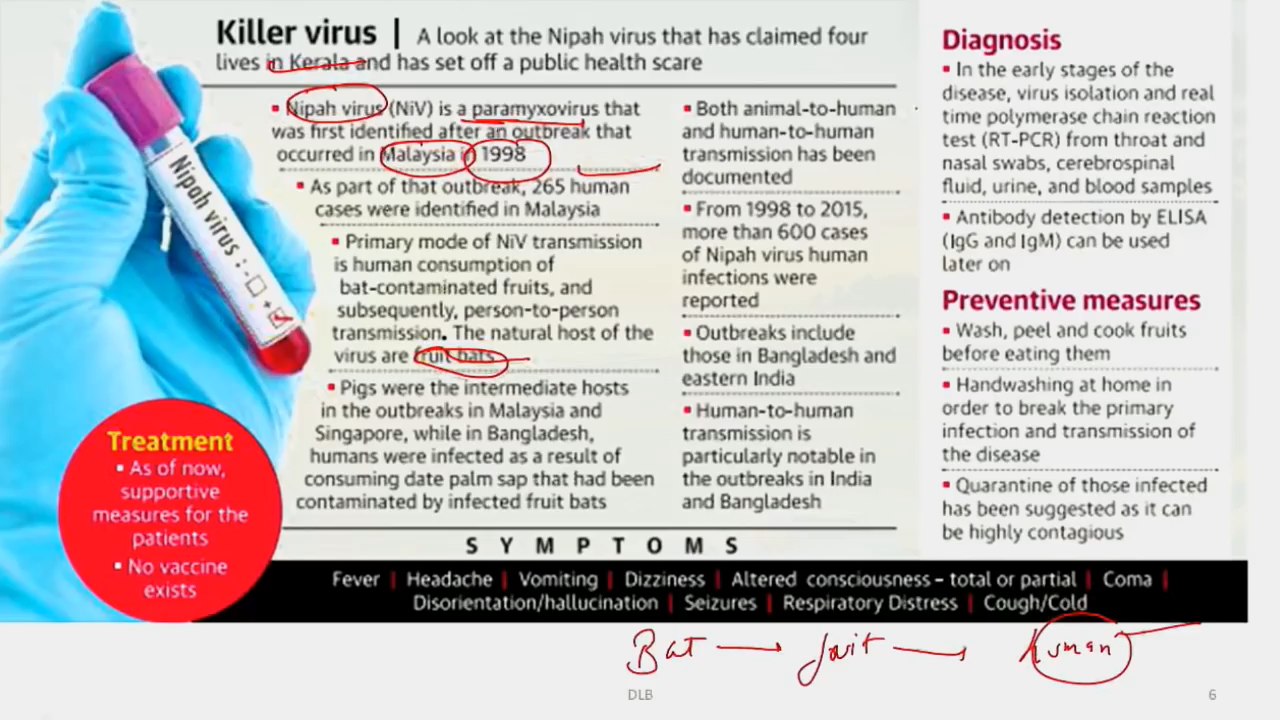 Killer virus | A look at the Nipah virus that has claimed four
lives in Kerala and has set off a public health scare
▪ Nipah virus (NiV) is a paramyxovirus that
was first identified after an outbreak that
occurred in Malaysia in 1998
▪ As part of that outbreak, 265 human
cases were identified in Malaysia
▪ Primary mode of NiV transmission
is human consumption of
bat-contaminated fruits, and
subsequently, person-to-person
transmission. The natural host of the
virus are fruit bats
▪ Pigs were the intermediate hosts
in the outbreaks in Malaysia and
Singapore, while in Bangladesh,
humans were infected as a result of
consuming date palm sap that had been
contaminated by infected fruit bats
▪ Both animal-to-human
and human-to-human
transmission has been
documented
▪ From 1998 to 2015,
more than 600 cases
of Nipah virus human
infections were
reported
▪ Outbreaks include
those in Bangladesh and
eastern India
▪ Human-to-human
transmission is
particularly notable in
the outbreaks in India
and Bangladesh
Diagnosis
▪ In the early stages of the
disease, virus isolation and real
time polymerase chain reaction
test (RT-PCR) from throat and
nasal swabs, cerebrospinal
fluid, urine, and blood samples
▪ Antibody detection by ELISA
(IgG and IgM) can be used
later on
Preventive measures
▪ Wash, peel and cook fruits
before eating them
▪ Handwashing at home in
order to break the primary
infection and transmission of
the disease
▪ Quarantine of those infected
has been suggested as it can
be highly contagious
Nipah virus : - +
Treatment
▪ As of now,
supportive
measures for the
patients
▪ No vaccine
exists
SYMPTOMS
Fever | Headache | Vomiting | Dizziness | Altered consciousness – total or partial | Coma |
Disorientation/hallucination | Seizures | Respiratory Distress | Cough/Cold
Bat → fruit → human
DLB 6